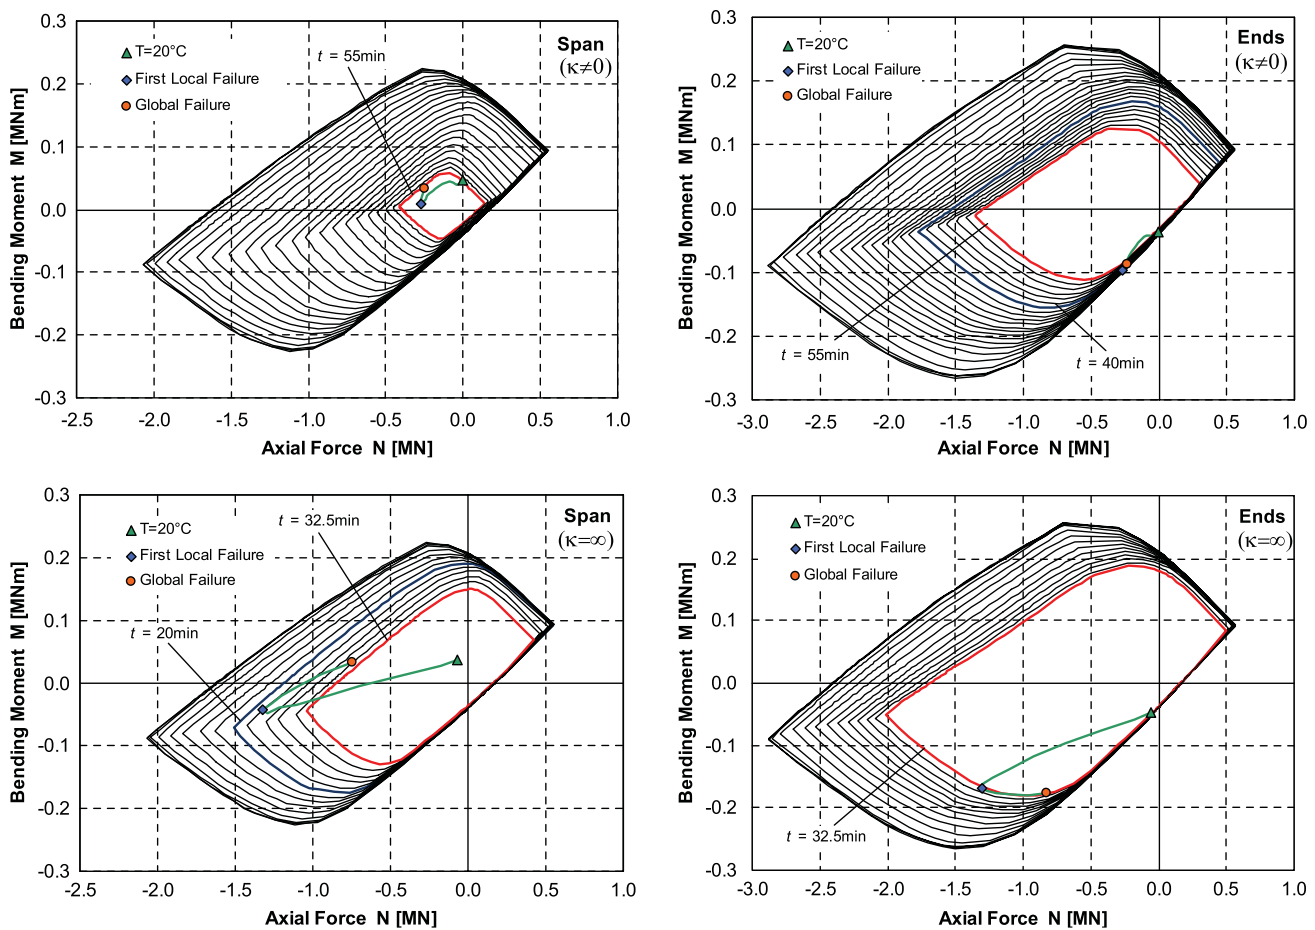 0.3
0.2
0.1
0.0
-0.1
-0.2
-0.3
Bending Moment M [MNm]
T=20°C
First Local Failure
Global Failure
t = 55min
Span
(κ≠0)
-2.5 -2.0 -1.5 -1.0 -0.5 0.0 0.5 1.0
Axial Force N [MN]
0.3
0.2
0.1
0.0
-0.1
-0.2
-0.3
Bending Moment M [MNm]
T=20°C
First Local Failure
Global Failure
Ends
(κ≠0)
t = 55min
t = 40min
-3.0 -2.5 -2.0 -1.5 -1.0 -0.5 0.0 0.5 1.0
Axial Force N [MN]
0.3
0.2
0.1
0.0
-0.1
-0.2
-0.3
Bending Moment M [MNm]
T=20°C
First Local Failure
Global Failure
t = 32.5min
Span
(κ=∞)
t = 20min
-2.5 -2.0 -1.5 -1.0 -0.5 0.0 0.5 1.0
Axial Force N [MN]
0.3
0.2
0.1
0.0
-0.1
-0.2
-0.3
Bending Moment M [MNm]
T=20°C
First Local Failure
Global Failure
Ends
(κ=∞)
t = 32.5min
-3.0 -2.5 -2.0 -1.5 -1.0 -0.5 0.0 0.5 1.0
Axial Force N [MN]